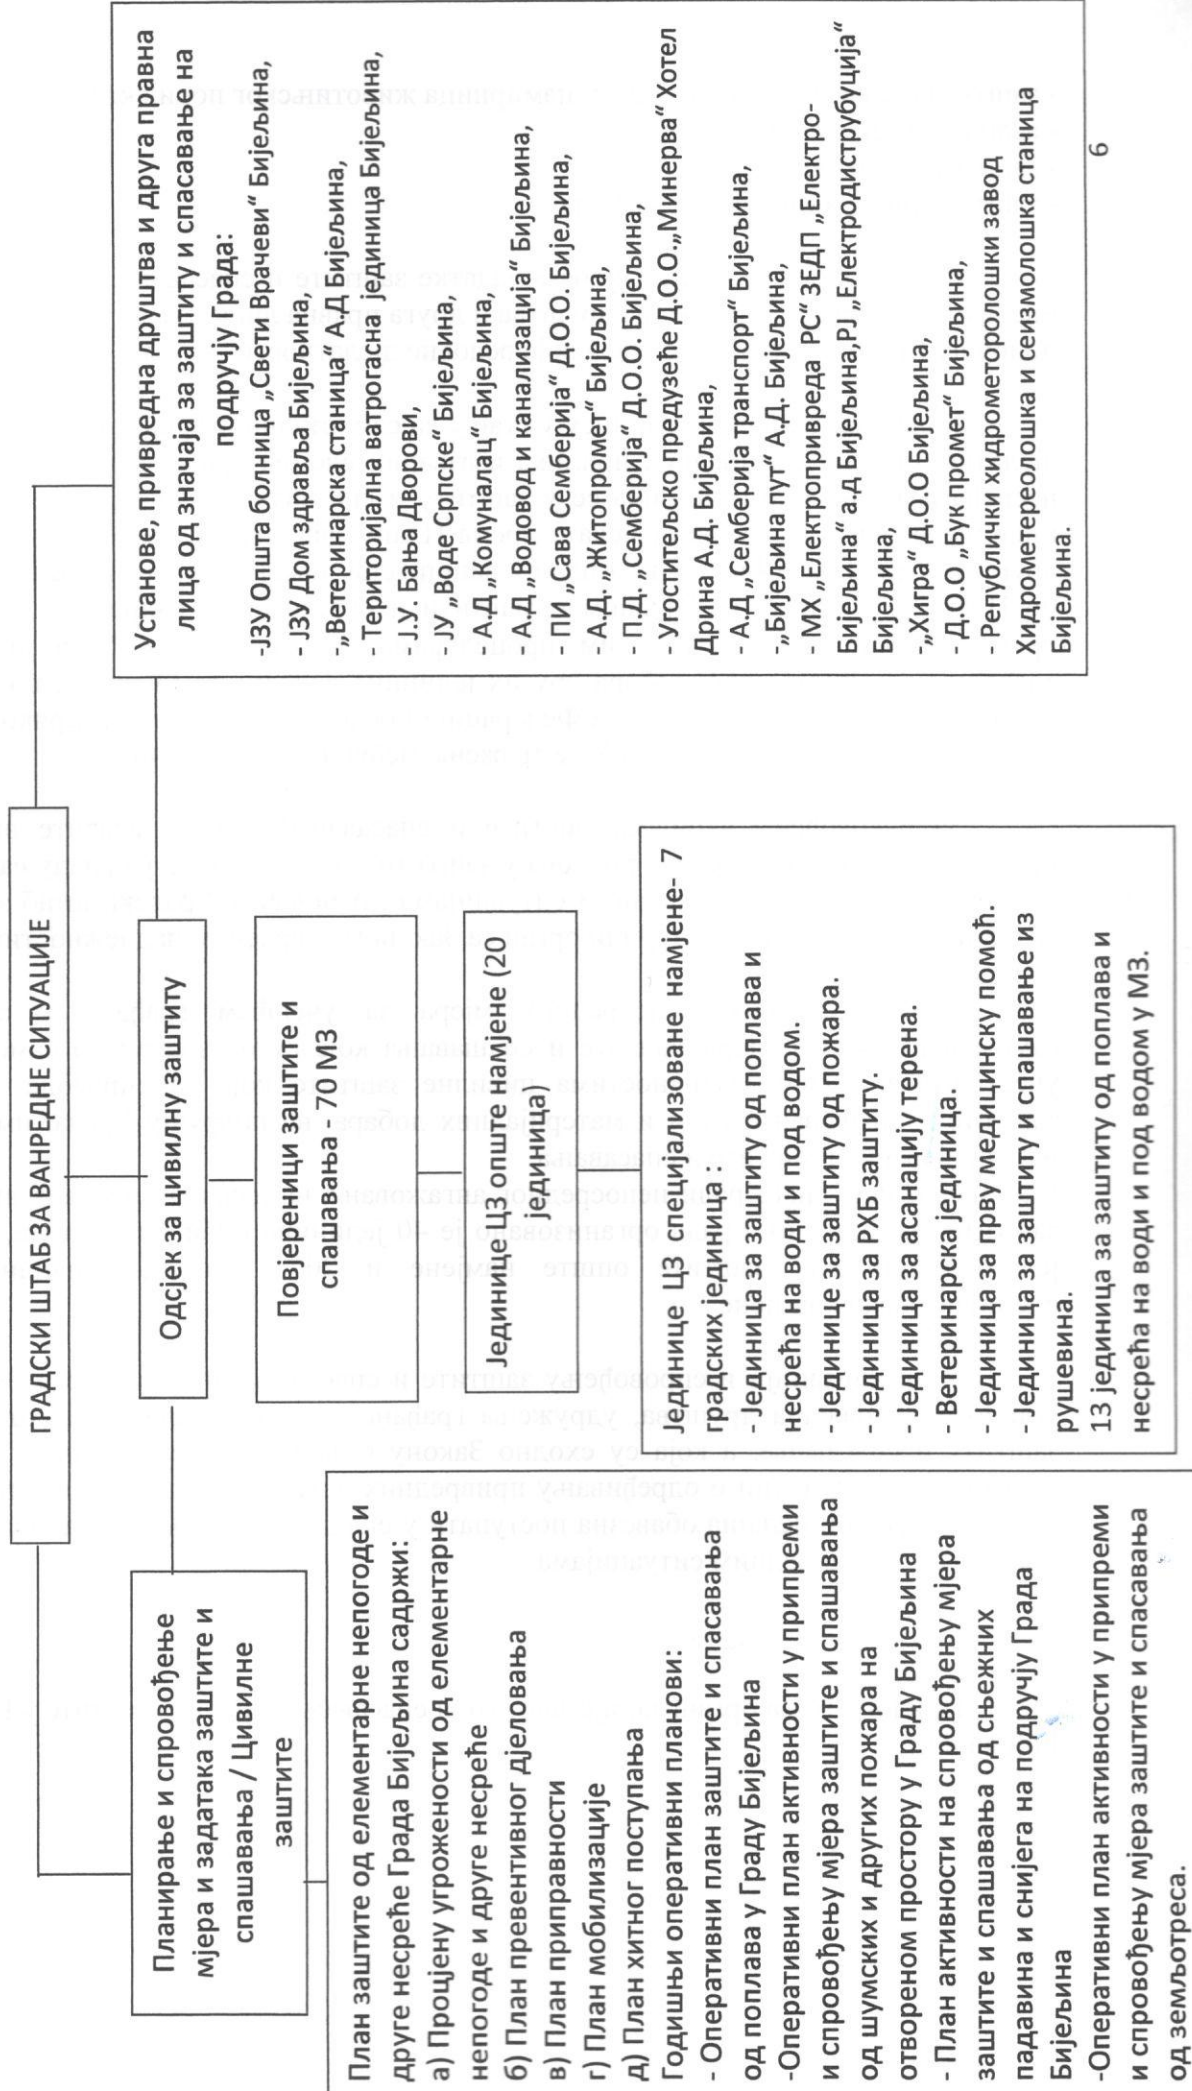 ГРАДСКИ ШТАБ ЗА ВАНРЕДНЕ СИТУАЦИЈЕ
Планирање и спровођење
мјера и задатака заштите и
спашавања / Цивилне
заштите
Одсјек за цивилну заштиту
Повјереници заштите и
спашавања - 70 МЗ
Јединице ЦЗ опште намјене (20
јединица)
План заштите од елементарне непогоде и
друге несреће Града Бијељина садржи:
а) Процјену угрожености од елементарне
непогоде и друге несреће
б) План превентивног дјеловања
в) План приправности
г) План мобилизације
д) План хитног поступања
Годишњи оперативни планови:
- Оперативни план заштите и спасавања
од поплава у Граду Бијељина
-Оперативни план активности у припреми
и спровођењу мјера заштите и спашавања
од шумских и других пожара на
отвореном простору у Граду Бијељина
- План активности на спровођењу мјера
заштите и спашавања од сњежних
падавина и снијега на подручју Града
Бијељина
-Оперативни план активности у припреми
и спровођењу мјера заштите и спасавања
од земљотреса.
Јединице ЦЗ специјализоване намјене- 7
градских јединица :
- Јединица за заштиту од поплава и
несрећа на води и под водом.
- Јединице за заштиту од пожара.
- Јединица за РХБ заштиту.
- Јединица за асанацију терена.
- Ветеринарска јединица.
- Јединица за прву медицинску помоћ.
- Јединица за заштиту и спашавање из
рушевина.
13 јединица за заштиту од поплава и
несрећа на води и под водом у МЗ.
Установе, привредна друштва и друга правна
лица од значаја за заштиту и спасавање на
подручју Града:
-ЈЗУ Општа болница „Свети Врачеви“ Бијељина,
- ЈЗУ Дом здравља Бијељина,
-„Ветеринарска станица“ А.Д Бијељина,
- Територијална ватрогасна јединица Бијељина,
- Ј.У. Бања Дворови,
- ЈУ „Воде Српске“ Бијељина,
- А.Д „Комуналац“ Бијељина,
- А.Д „Водовод и канализација“ Бијељина,
- ПИ „Сава Семберија“ Д.О.О. Бијељина,
- А.Д. „Житопромет“ Бијељина,
- П.Д. „Семберија“ Д.О.О. Бијељина,
- Угоститељско предузеће Д.О.О.„Минерва“ Хотел
Дрина А.Д. Бијељина,
- А.Д „Семберија транспорт“ Бијељина,
-„Бијељина пут“ А.Д. Бијељина,
- МХ „Електропривреда РС“ ЗЕДП „Електро-
Бијељина“ а.д Бијељина,РЈ „Електродиструбуција“
Бијељина,
-„Хигра“ Д.О.О Бијељина,
- Д.О.О „Бук промет“ Бијељина,
- Републички хидрометоролошки завод
Хидрометереолошка и сеизмолошка станица
Бијељина.
6